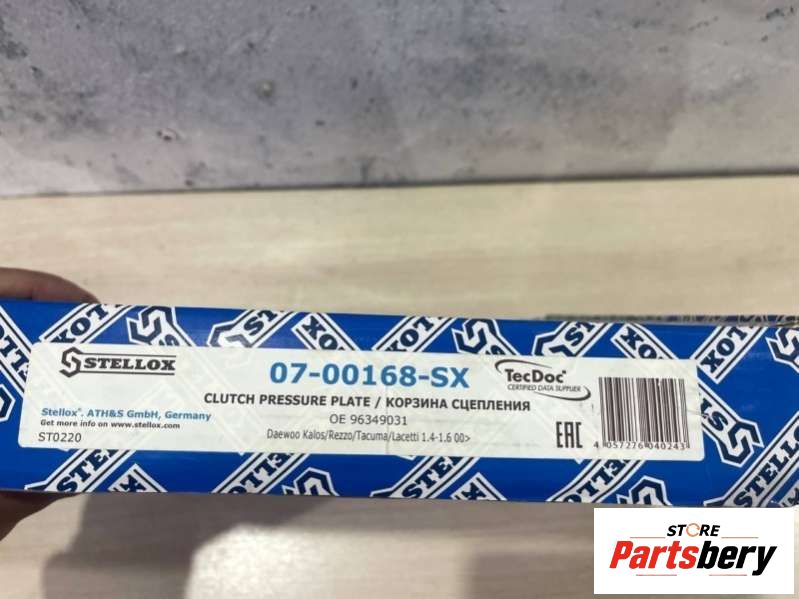 STELLOX
07-00168-SX
TecDoc
CERTIFIED DATA SUPPLIER
CLUTCH PRESSURE PLATE / КОРЗИНА СЦЕПЛЕНИЯ
Stellox®. ATH&S GmbH, Germany
Get more info on www.stellox.com
OE 96349031
ST0220
Daewoo Kalos/Rezzo/Tacuma/Lacetti 1.4-1.6 00>
EAC
4 057276 040243
STELLOX
STORE
Partsbery